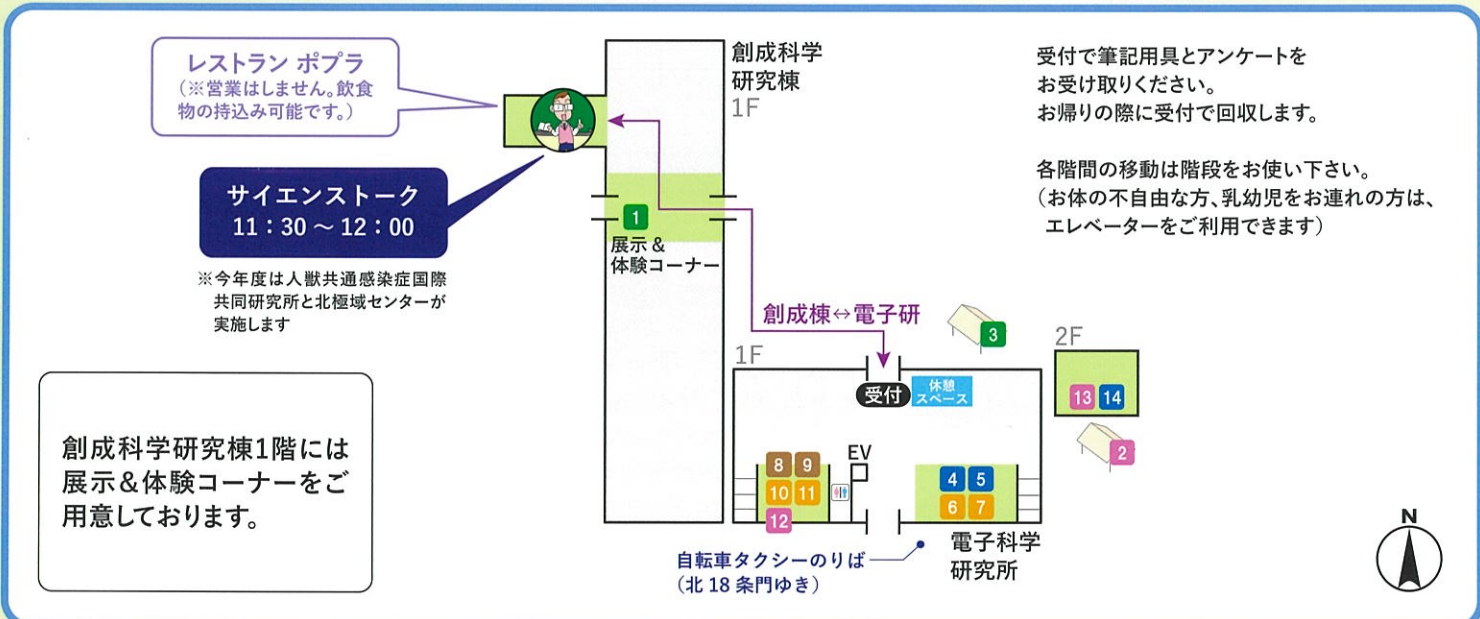 レストラン ポプラ
(※営業はしません。飲食
物の持込み可能です。)
サイエンストーク
11:30 ～ 12:00
※今年度は人獣共通感染症国際
共同研究所と北極域センターが
実施します
創成科学研究棟1階には
展示&体験コーナーをご
用意しております。
創成科学
研究棟
1F
1
展示&
体験コーナー
創成棟↔電子研
受付で筆記用具とアンケートを
お受け取りください。
お帰りの際に受付で回収します。
各階間の移動は階段をお使い下さい。
(お体の不自由な方、乳幼児をお連れの方は、
エレベーターをご利用できます)
3
1F
受付
休憩
スペース
2F
13 14
2
8 9
10 11
12
EV
4 5
6 7
電子科学
研究所
自転車タクシーのりば
(北 18 条門ゆき)
N